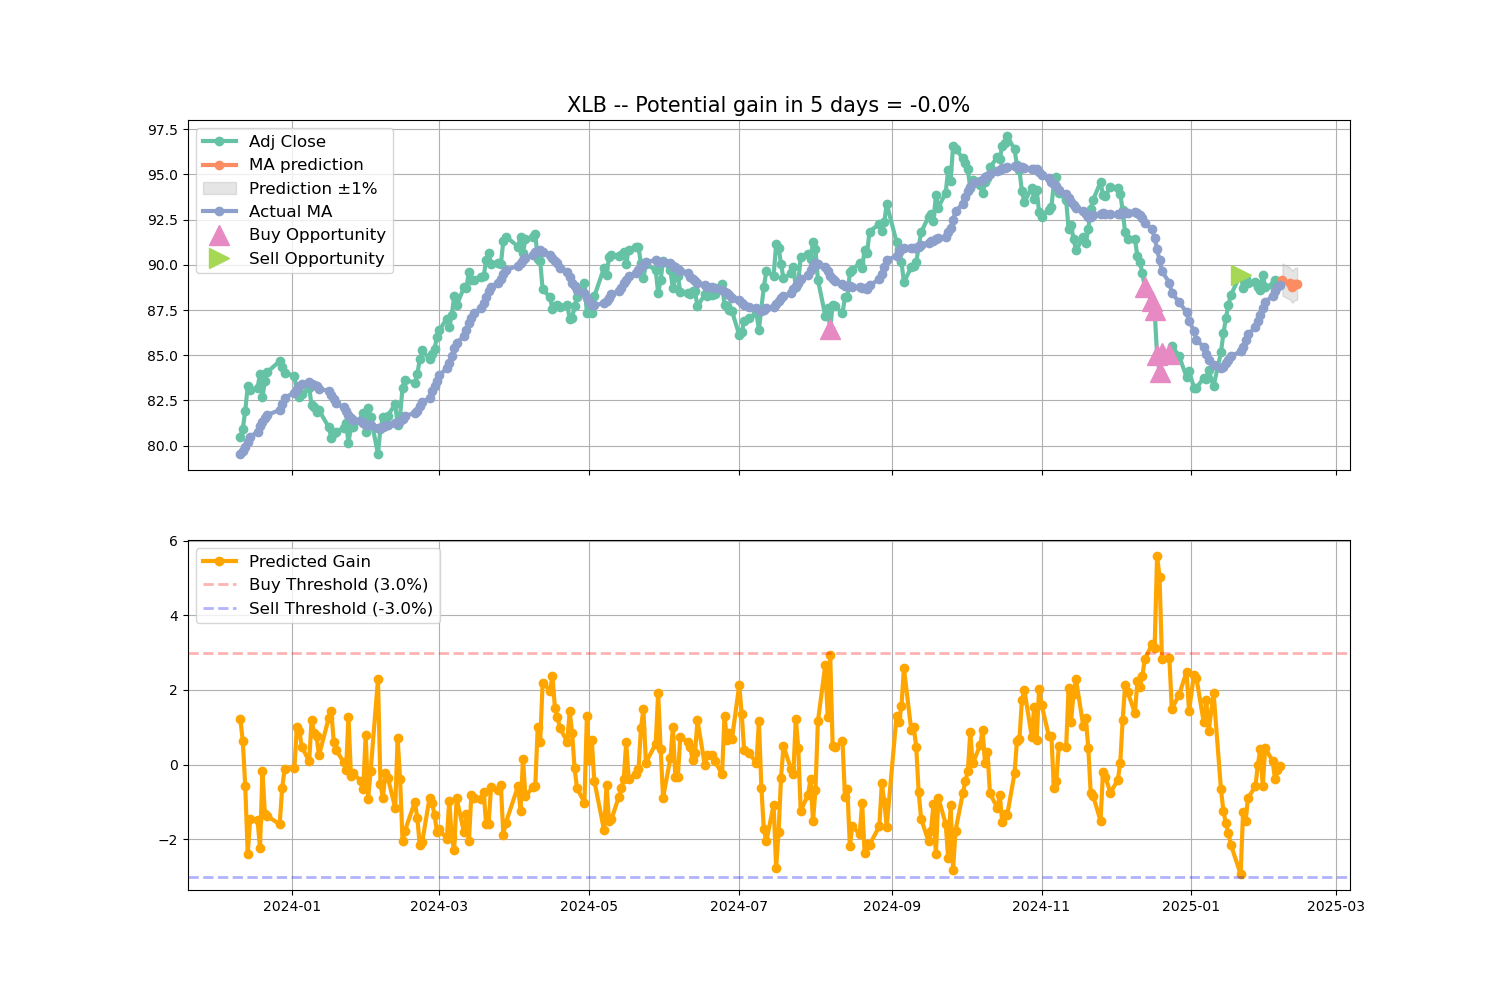 XLB -- Potential gain in 5 days = -0.0%
97.5
95.0
92.5
90.0
87.5
85.0
82.5
80.0
Adj Close
MA prediction
Prediction ±1%
Actual MA
Buy Opportunity
Sell Opportunity
6
4
2
0
−2
Predicted Gain
Buy Threshold (3.0%)
Sell Threshold (-3.0%)
2024-01
2024-03
2024-05
2024-07
2024-09
2024-11
2025-01
2025-03